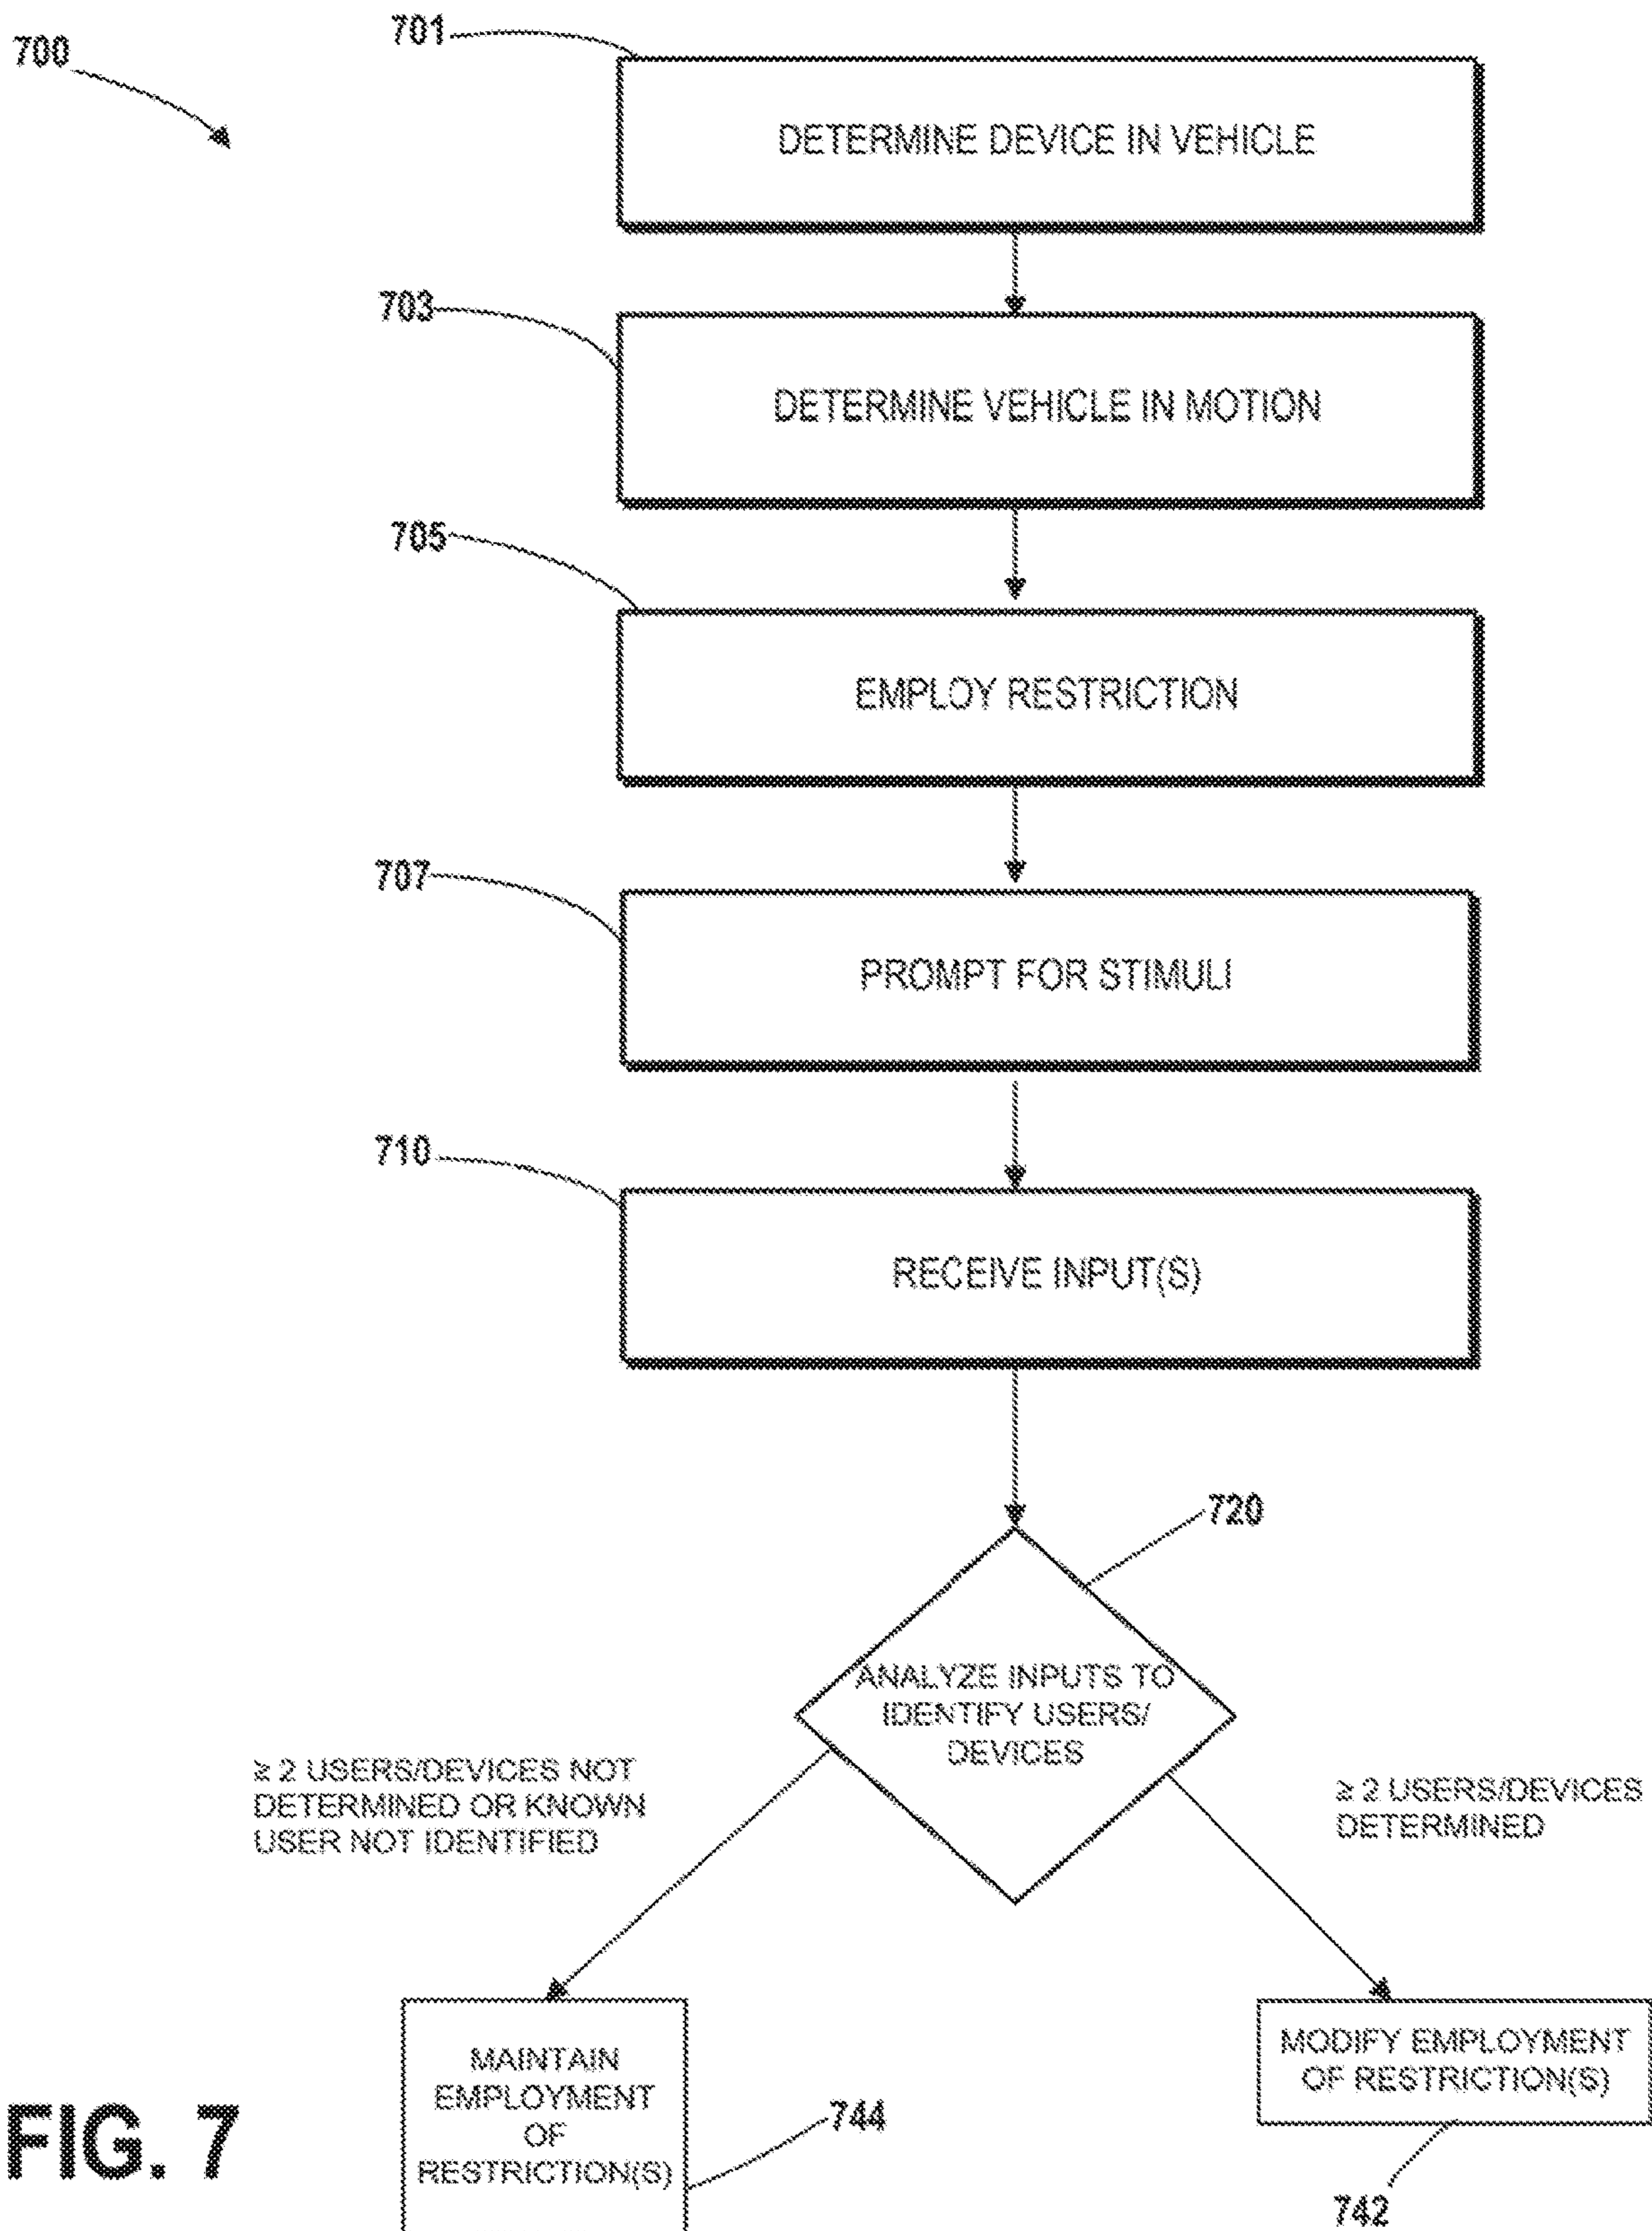 700
701
DETERMINE DEVICE IN VEHICLE
703
DETERMINE VEHICLE IN MOTION
705
EMPLOY RESTRICTION
707
PROMPT FOR STIMULI
710
RECEIVE INPUT(S)
720
ANALYZE INPUTS TO
IDENTIFY USERS/
DEVICES
≥ 2 USERS/DEVICES NOT
DETERMINED OR KNOWN
USER NOT IDENTIFIED
≥ 2 USERS/DEVICES
DETERMINED
MAINTAIN
EMPLOYMENT
OF
RESTRICTION(S)
744
MODIFY EMPLOYMENT
OF RESTRICTION(S)
742
FIG. 7